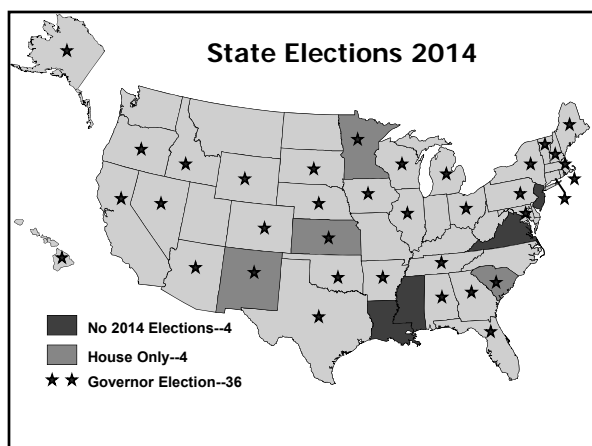 State Elections 2014
No 2014 Elections--4
House Only--4
Governor Election--36